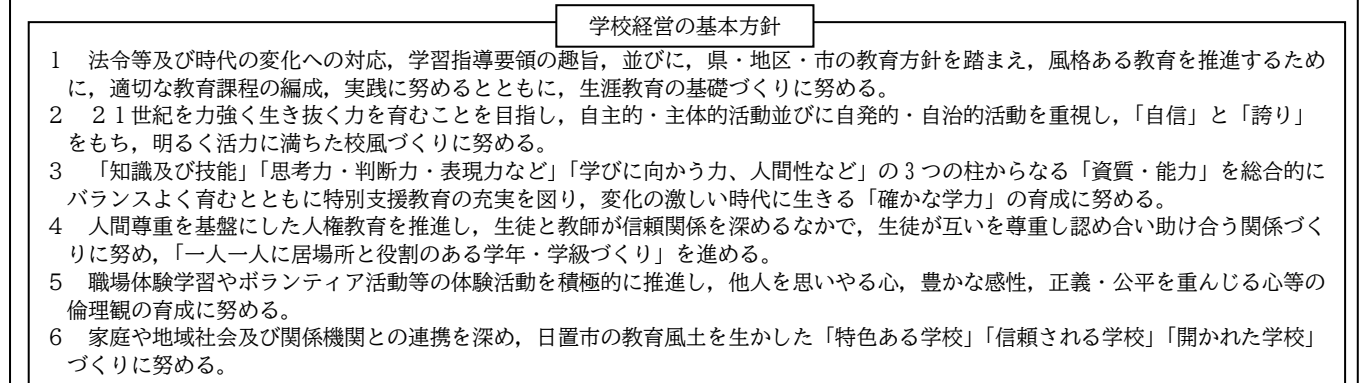 学校経営の基本方針
１　法令等及び時代の変化への対応，学習指導要領の趣旨，並びに，県・地区・市の教育方針を踏まえ，風格ある教育を推進するため
に，適切な教育課程の編成，実践に努めるとともに，生涯教育の基礎づくりに努める。
２　２１世紀を力強く生き抜く力を育むことを目指し，自主的・主体的活動並びに自発的・自治的活動を重視し，「自信」と「誇り」
をもち，明るく活力に満ちた校風づくりに努める。
３　「知識及び技能」「思考力・判断力・表現力など」「学びに向かう力、人間性など」の３つの柱からなる「資質・能力」を総合的に
バランスよく育むとともに特別支援教育の充実を図り，変化の激しい時代に生きる「確かな学力」の育成に努める。
４　人間尊重を基盤にした人権教育を推進し，生徒と教師が信頼関係を深めるなかで，生徒が互いを尊重し認め合い助け合う関係づく
りに努め，「一人一人に居場所と役割のある学年・学級づくり」を進める。
５　職場体験学習やボランティア活動等の体験活動を積極的に推進し，他人を思いやる心，豊かな感性，正義・公平を重んじる心等の
倫理観の育成に努める。
６　家庭や地域社会及び関係機関との連携を深め，日置市の教育風土を生かした「特色ある学校」「信頼される学校」「開かれた学校」
づくりに努める。